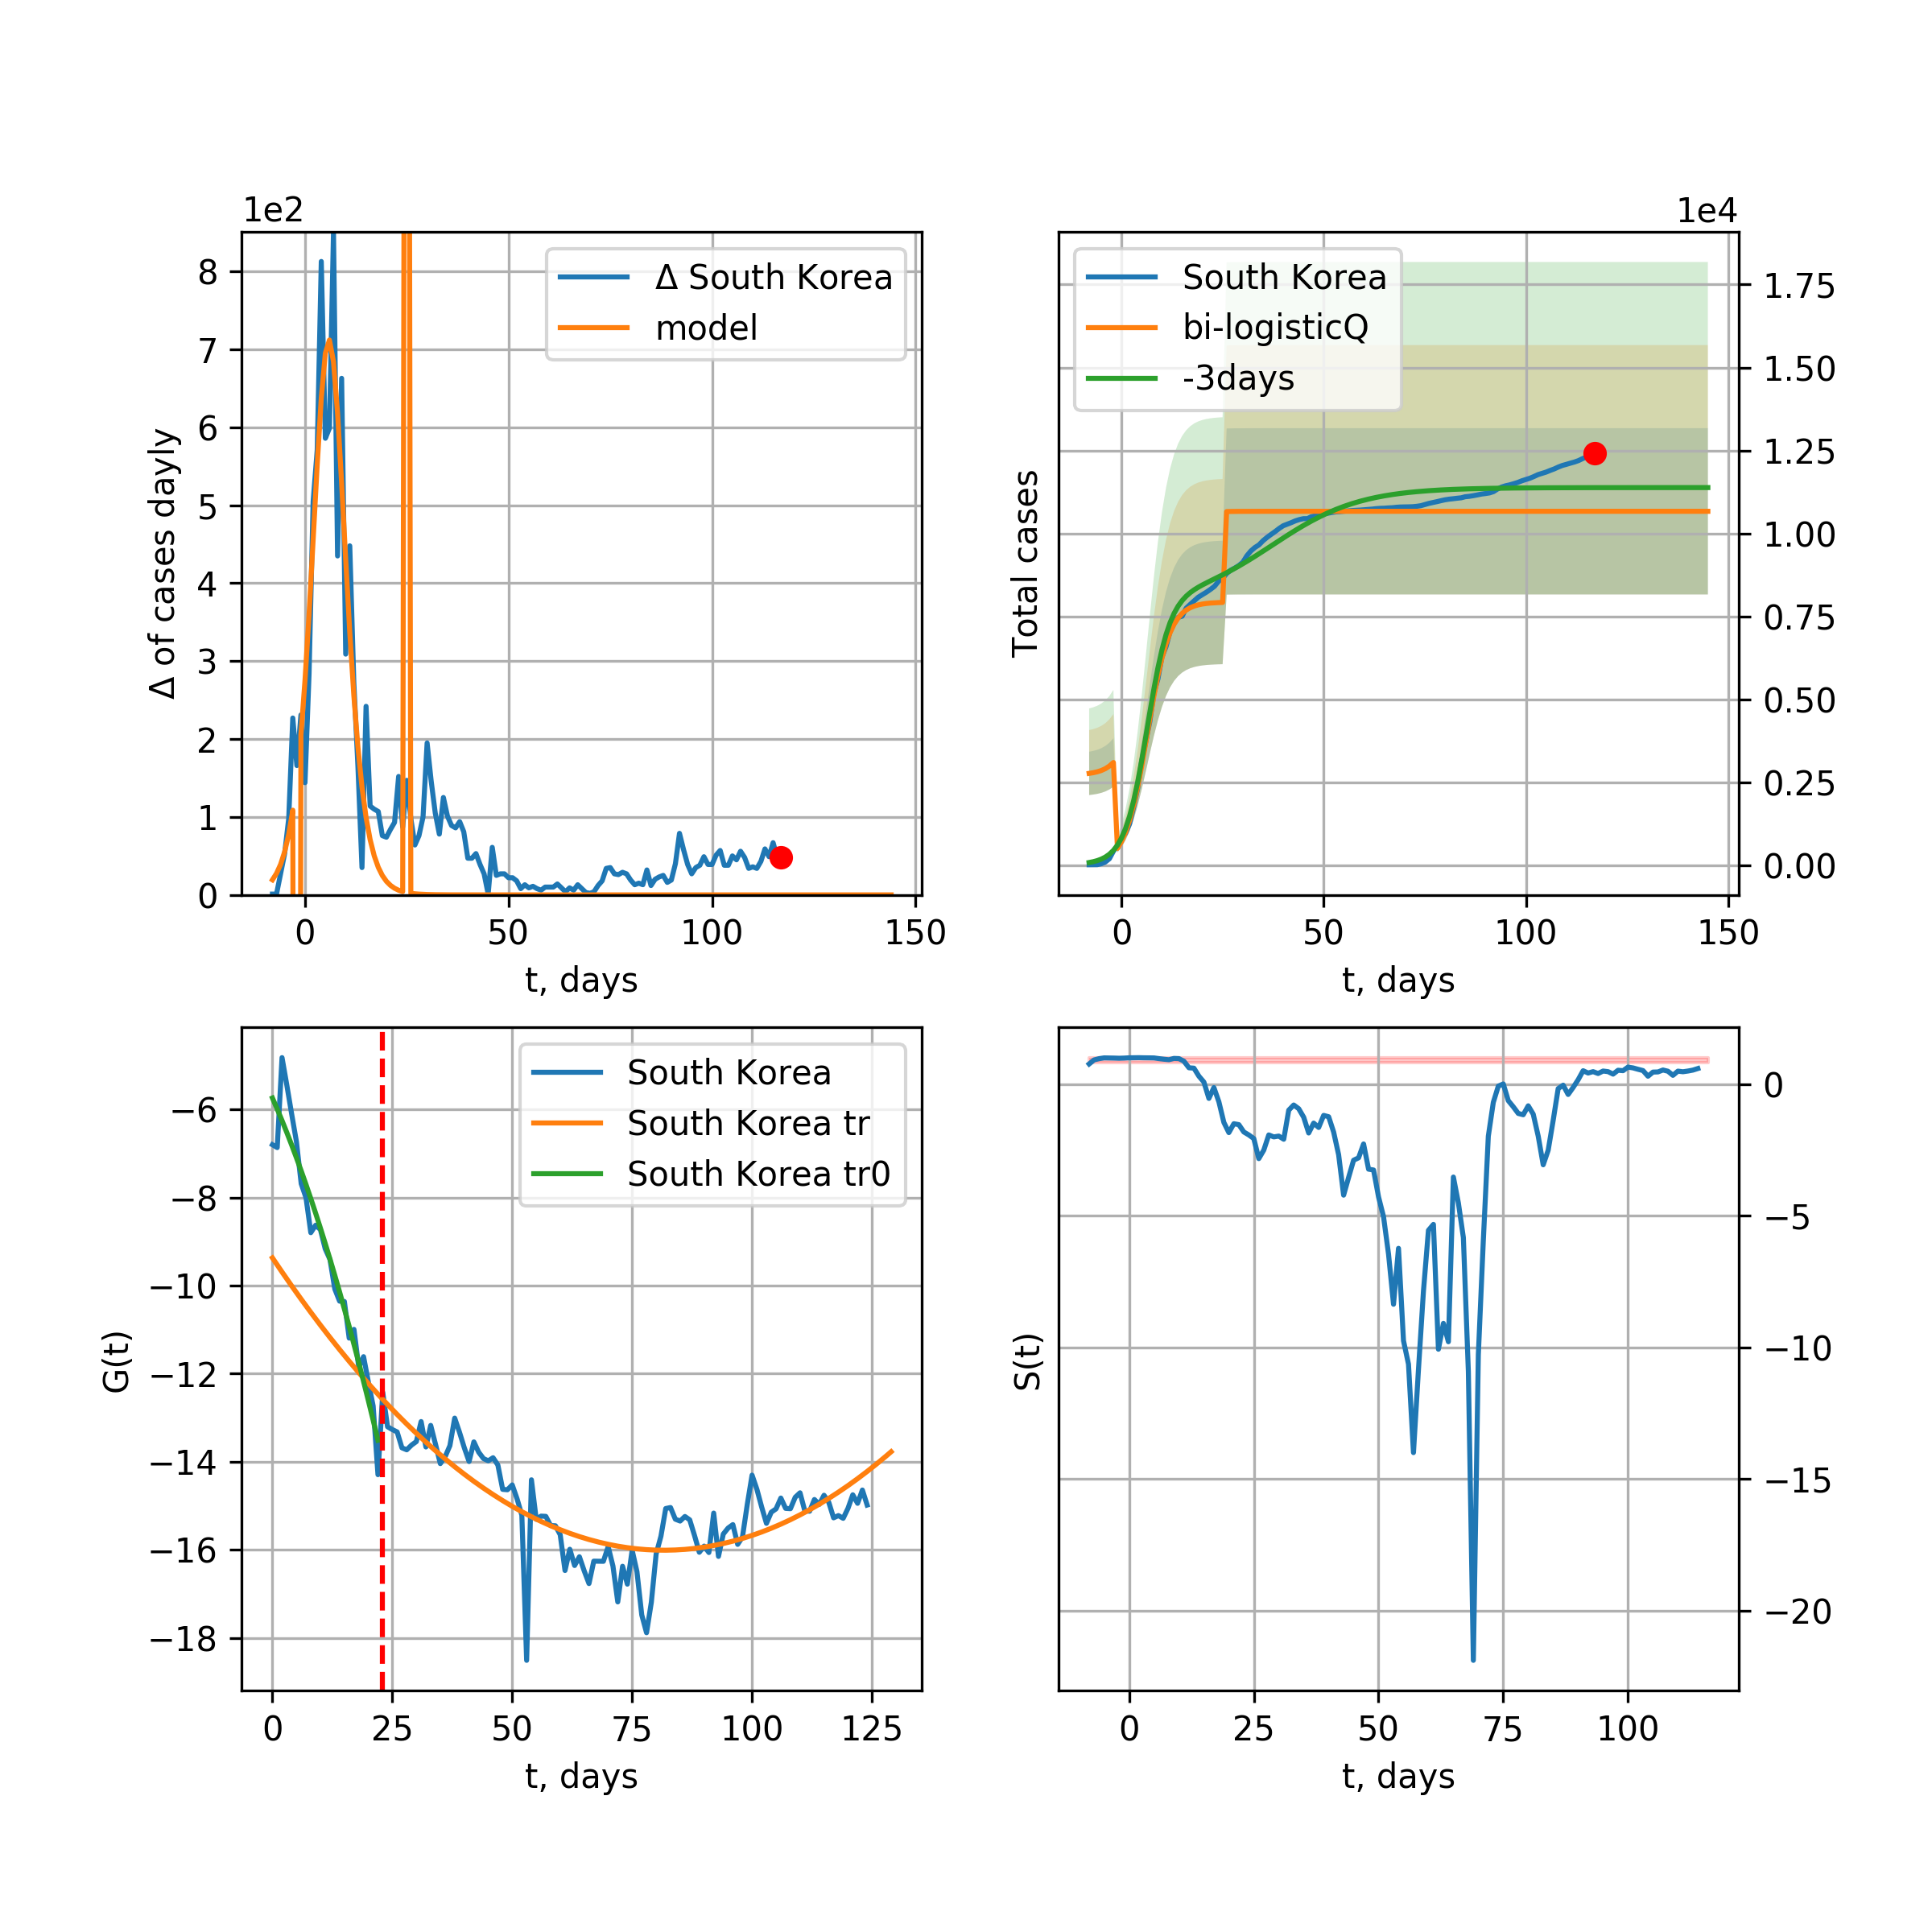 1e2
Δ of cases dayly
8
7
6
5
4
3
2
1
0
Δ South Korea
model
0
50
100
150
t, days
1e4
Total cases
South Korea
bi-logisticQ
-3days
1.75
1.50
1.25
1.00
0.75
0.50
0.25
0.00
0
50
100
150
t, days
G(t)
−6
−8
−10
−12
−14
−16
−18
South Korea
South Korea tr
South Korea tr0
0
25
50
75
100
125
t, days
S(t)
0
−5
−10
−15
−20
0
25
50
75
100
t, days